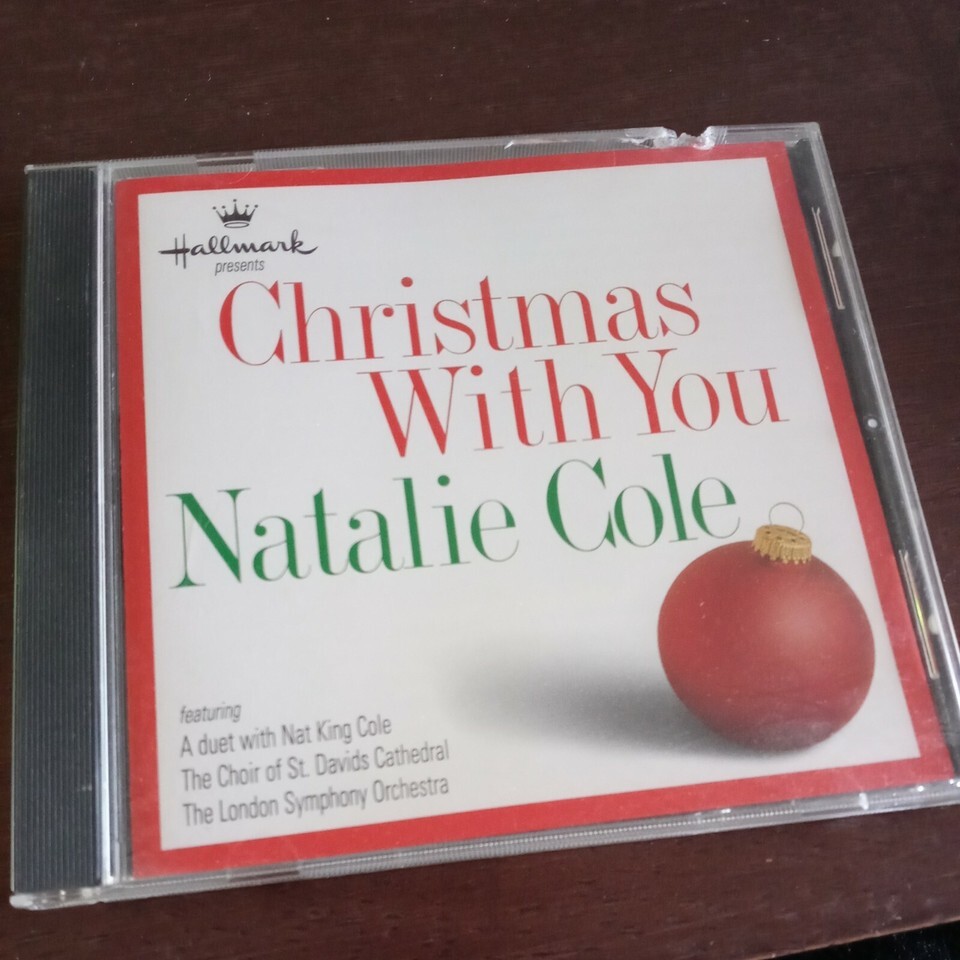 Hallmark
presents
Christmas
With You
Natalie Cole
featuring
A duet with Nat King Cole
The Choir of St. Davids Cathedral
The London Symphony Orchestra